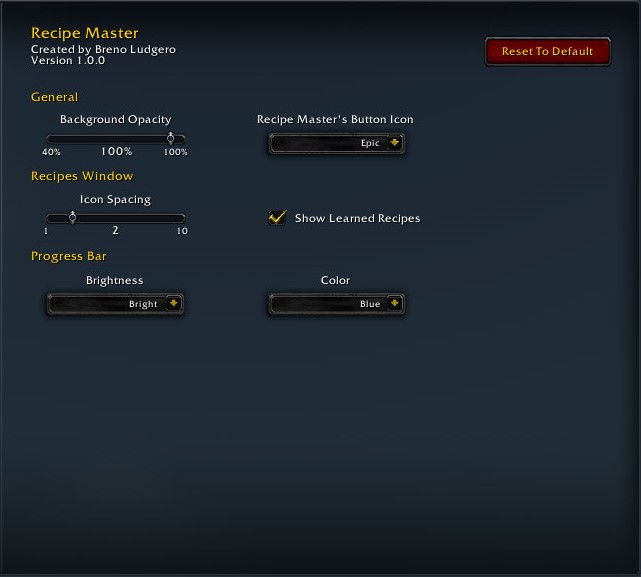 Recipe Master
Created by Breno Ludgero
Version 1.0.0
Reset To Default
General
Background Opacity
40% 100% 100%
Recipe Master's Button Icon
Epic
Recipes Window
Icon Spacing
1 2 10
Show Learned Recipes
Progress Bar
Brightness
Bright
Color
Blue